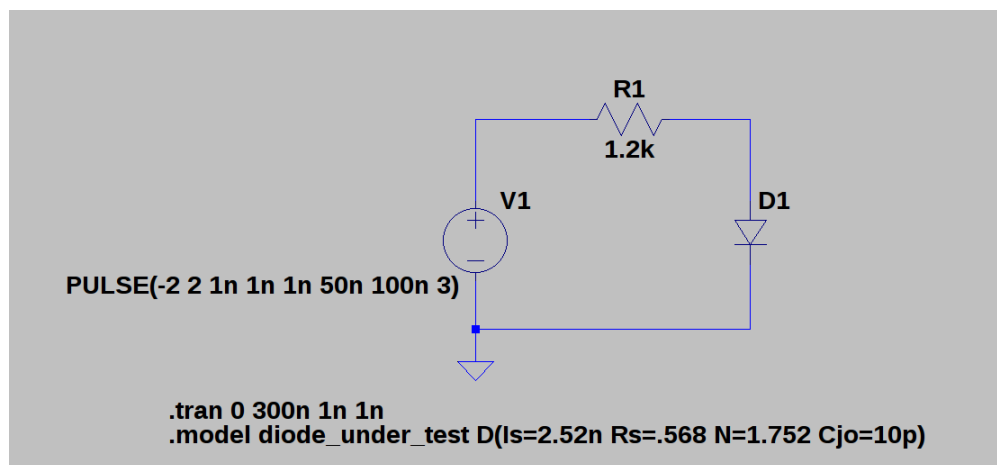 R1
1.2k
V1
D1
PULSE(-2 2 1n 1n 1n 50n 100n 3)
.tran 0 300n 1n 1n
.model diode_under_test D(Is=2.52n Rs=.568 N=1.752 Cjo=10p)